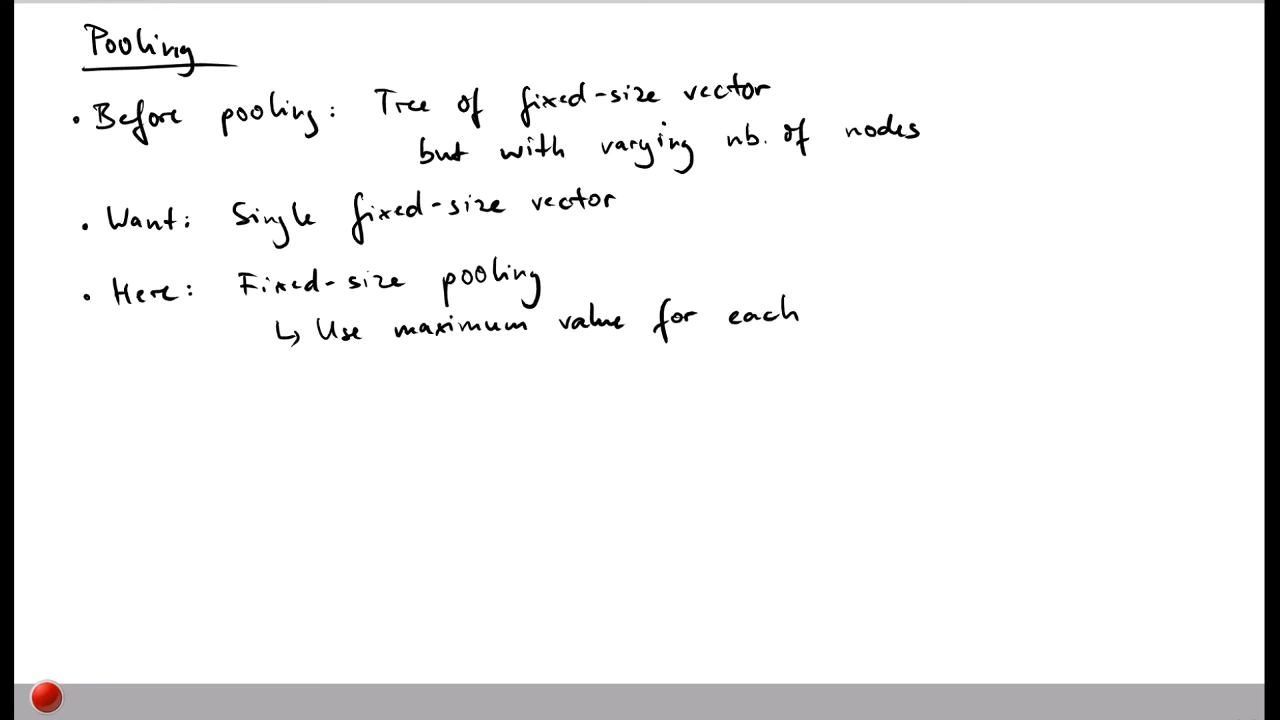 Pooling
• Before pooling: Tree of fixed-size vector
but with varying nb. of nodes
• Want: Single fixed-size vector
• Here: Fixed-size pooling
↳ Use maximum value for each